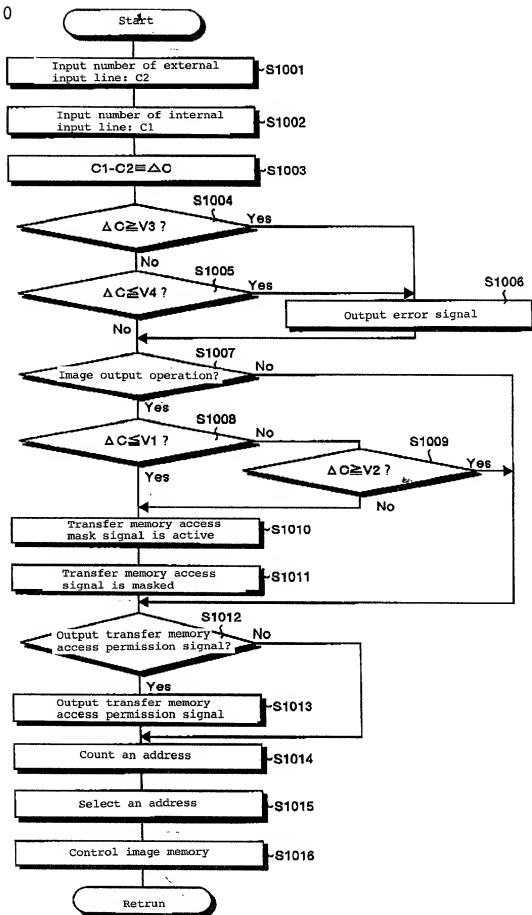 0
Start
Input number of external
input line: C2
S1001
Input number of internal
input line: C1
S1002
C1-C2≡ΔC
S1003
S1004
ΔC≧V3 ?
Yes
No
S1005
ΔC≦V4 ?
Yes
No
S1006
Output error signal
S1007
Image output operation?
No
Yes
S1008
ΔC≦V1 ?
No
Yes
S1009
ΔC≧V2 ?
Yes
No
Transfer memory access
mask signal is active
S1010
Transfer memory access
signal is masked
S1011
S1012
Output transfer memory
access permission signal?
No
Yes
Output transfer memory
access permission signal
S1013
Count an address
S1014
Select an address
S1015
Control image memory
S1016
Retrun